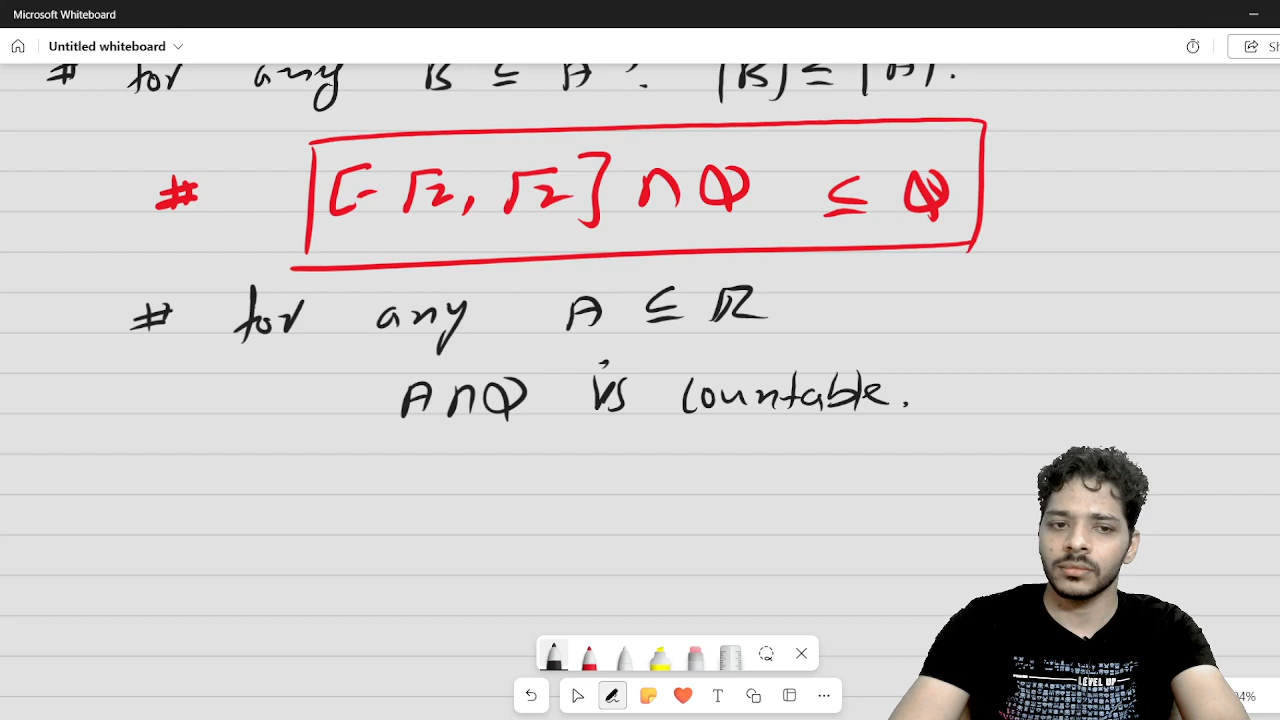 Microsoft Whiteboard
Untitled whiteboard
# for any B ⊆ A : |B| ≤ |A|.
# [-√2, √2] ∩ Q ⊆ Q
# for any A ⊆ R
A ∩ Q is countable.
LEVEL UP